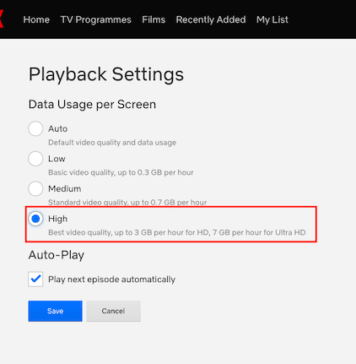 Home TV Programmes Films Recently Added My List
Playback Settings
Data Usage per Screen
Auto
Default video quality and data usage
Low
Basic video quality, up to 0.3 GB per hour
Medium
Standard video quality, up to 0.7 GB per hour
High
Best video quality, up to 3 GB per hour for HD, 7 GB per hour for Ultra HD
Auto-Play
Play next episode automatically
Save Cancel